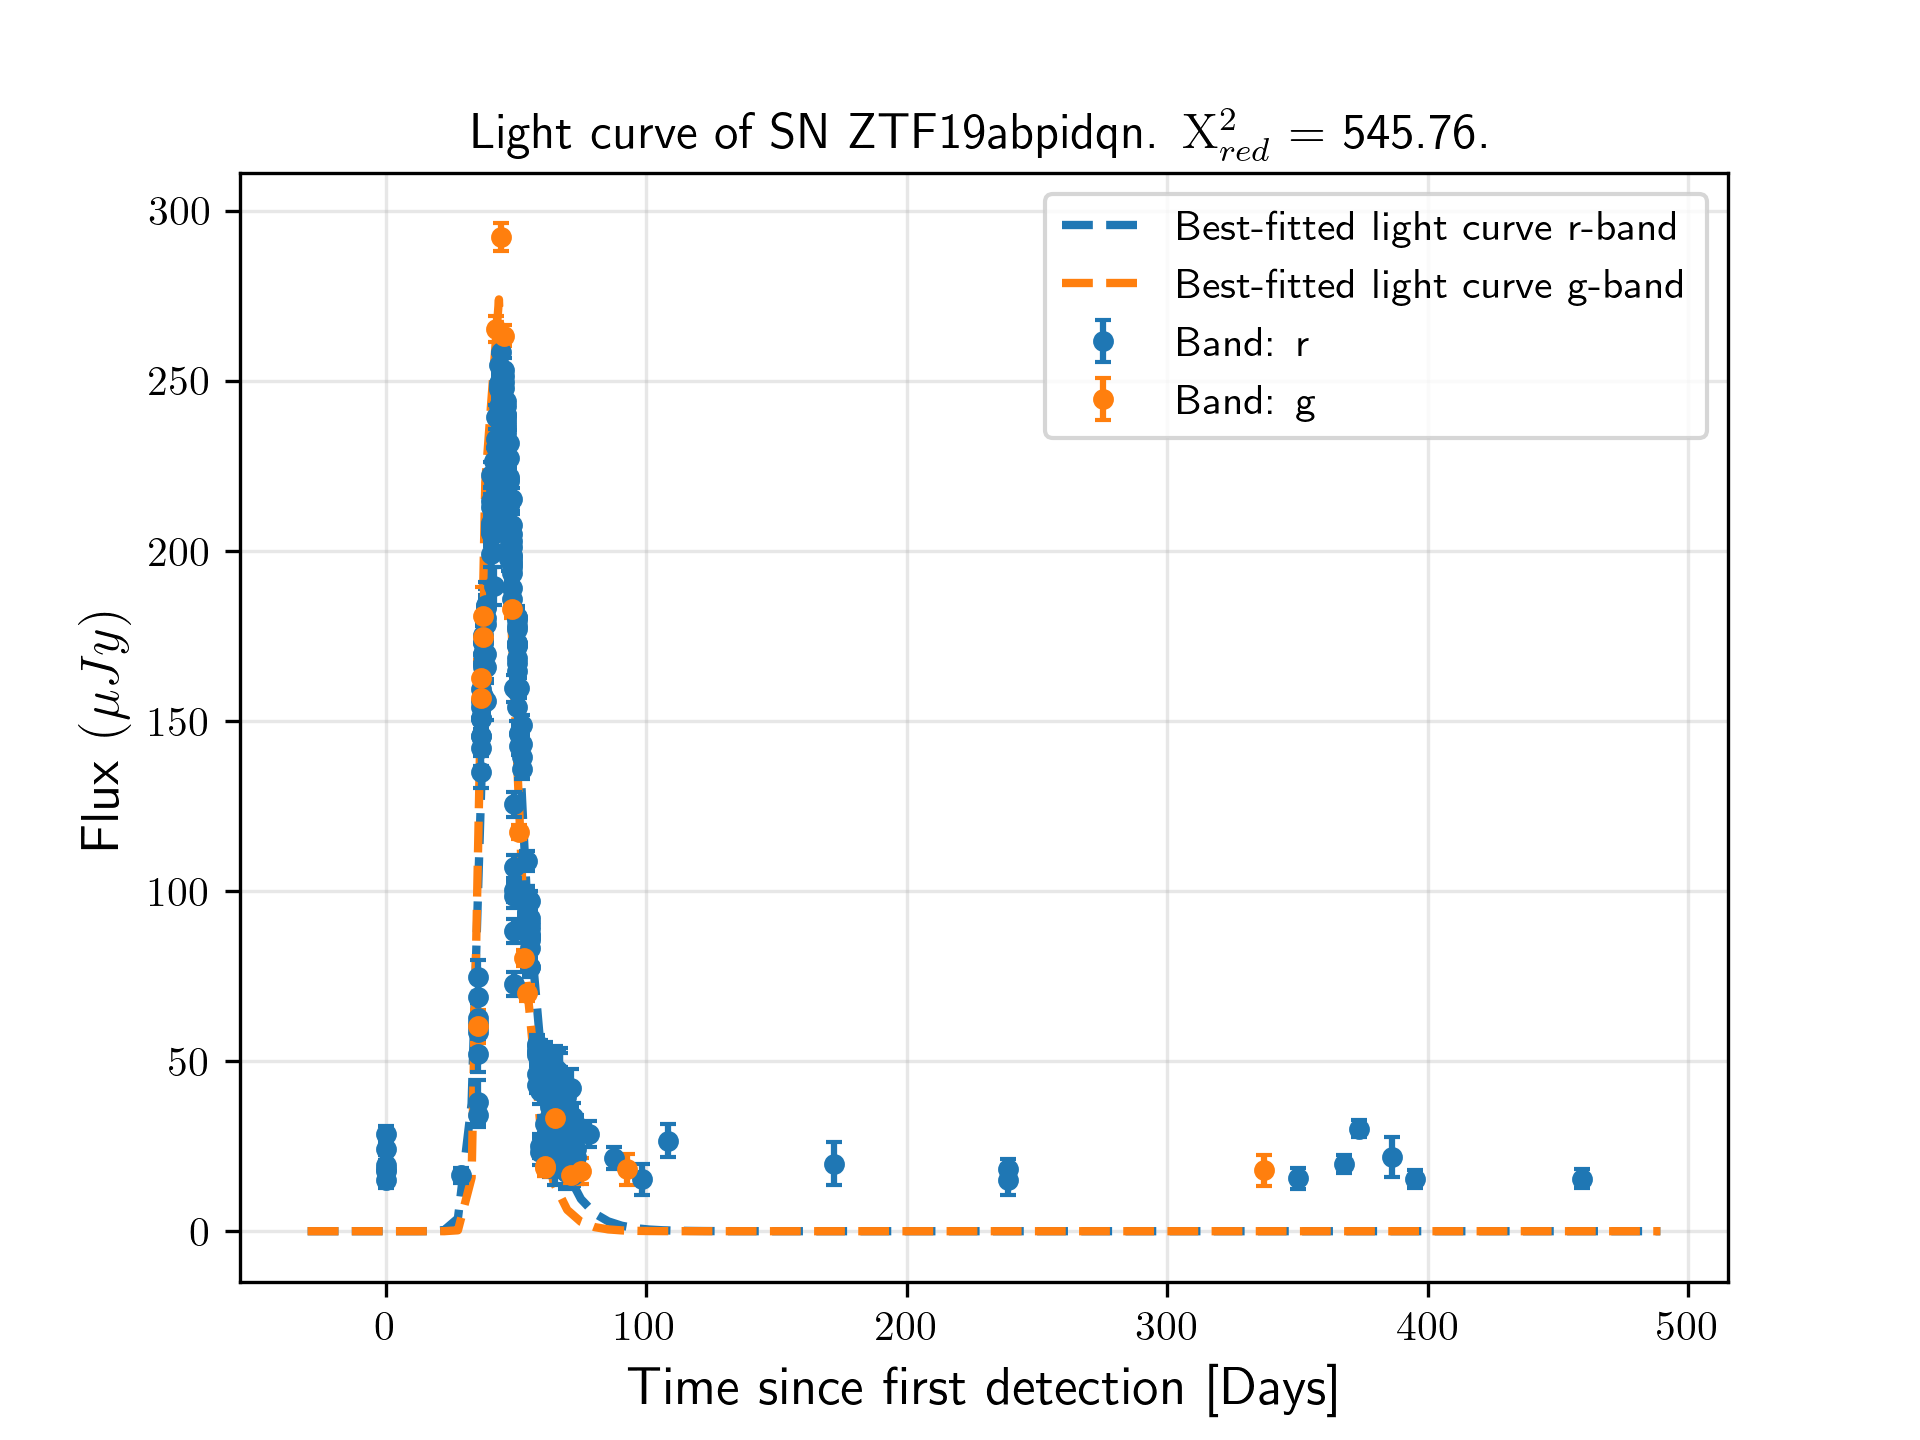 Light curve of SN ZTF19abpidqn. X²_red = 545.76.
Best-fitted light curve r-band
Best-fitted light curve g-band
Band: r
Band: g
300
250
200
150
100
50
0
Flux (μJy)
0 100 200 300 400 500
Time since first detection [Days]